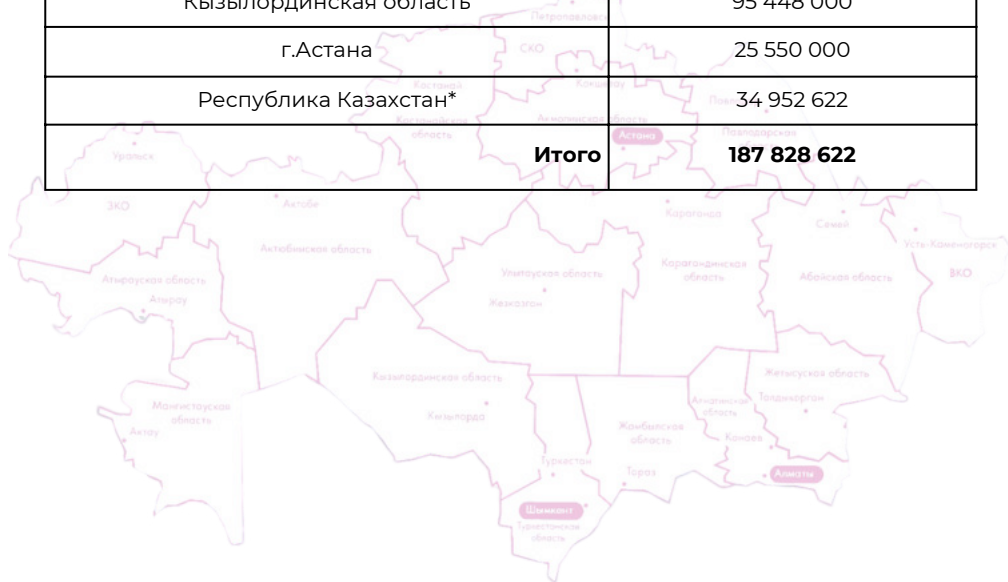 Кызылординская область 95 448 000
Петропавловск
г.Астана 25 550 000
СКО
Костанай Кокшетау
Республика Казахстан* 34 952 622
Костанайская область Акмолинская область
Астана
Павлодарская
Итого 187 828 622
Уральск
ЗКО
Актобе
Караганда
Семей
Усть-Каменогорск
Актюбинская область
Карагандинская область
ВКО
Атырауская область
Улытауская область
Абайская область
Атырау
Жезказган
Кызылординская область
Жетысуская область
Мангистауская область
Алматинская область
Талдыкорган
Кызылорда
Жамбылская область
Актау
Конаев
Туркестан
Тараз
Алматы
Шымкент
Туркестанская область